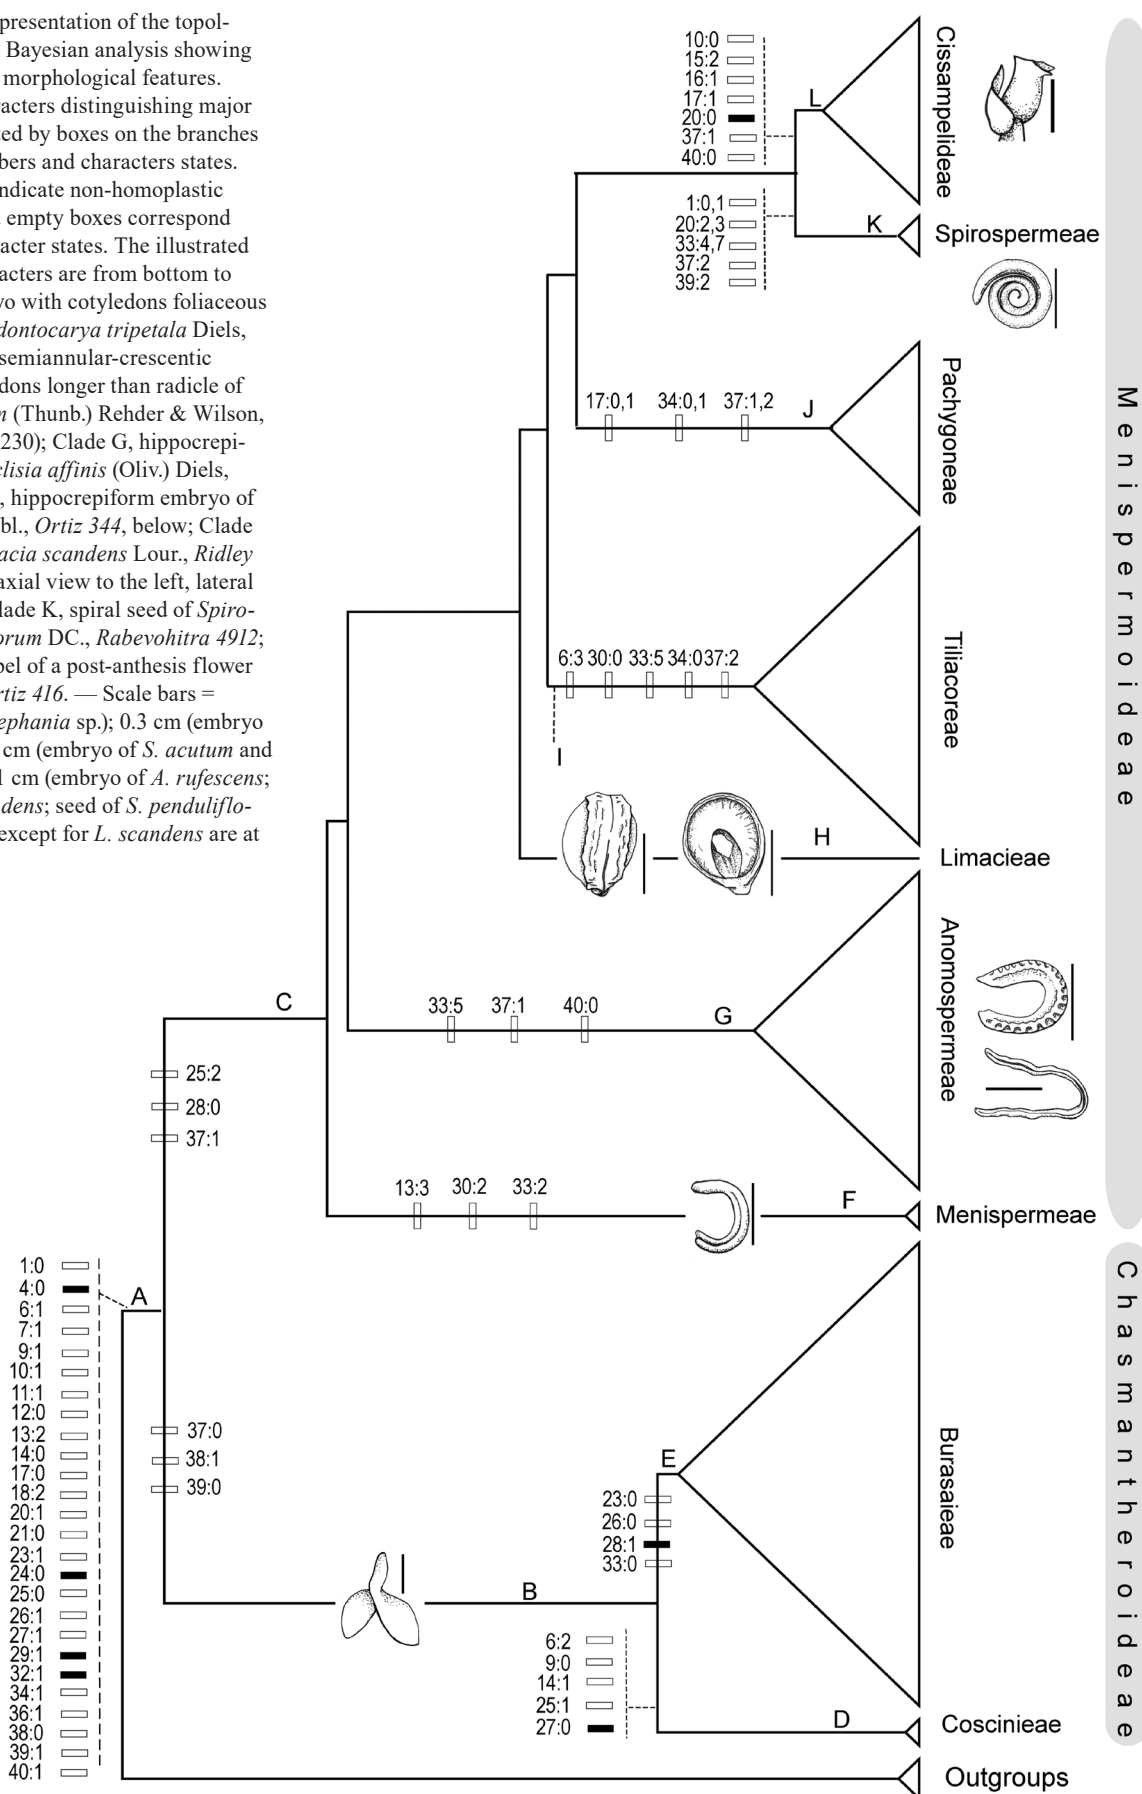 presentation of the topol-
Bayesian analysis showing
morphological features.
racters distinguishing major
ted by boxes on the branches
bers and characters states.
ndicate non-homoplastic
empty boxes correspond
acter states. The illustrated
acters are from bottom to
yo with cotyledons foliaceous
dontocarya tripetala Diels,
semiannular-crescentic
dons longer than radicle of
(Thunb.) Rehder & Wilson,
230); Clade G, hippocrepi-
elisia affinis (Oliv.) Diels,
, hippocrepiform embryo of
bl., Ortiz 344, below; Clade
acia scandens Lour., Ridley
axial view to the left, lateral
lade K, spiral seed of Spiro-
orum DC., Rabevohitra 4912;
pel of a post-anthesis flower
rtiz 416. — Scale bars =
ephania sp.); 0.3 cm (embryo
cm (embryo of S. acutum and
1 cm (embryo of A. rufescens;
dens; seed of S. penduliflo-
except for L. scandens are at
10:0
15:2
16:1
17:1
20:0
37:1
40:0
L
Cissampelideae
1:0,1
20:2,3
33:4,7
37:2
39:2
K
Spirospermeae
17:0,1 34:0,1 37:1,2
J
Pachygoneae
6:3 30:0 33:5 34:0 37:2
I
Tiliacoreae
H
Limacieae
C
33:5 37:1 40:0
G
Anomospermeae
25:2
28:0
37:1
13:3 30:2 33:2
F
Menispermeae
Menispermoideae
1:0
4:0
6:1
7:1
9:1
10:1
11:1
12:0
13:2
14:0
17:0
18:2
20:1
21:0
23:1
24:0
25:0
26:1
27:1
29:1
32:1
34:1
36:1
38:0
39:1
40:1
A
37:0
38:1
39:0
B
E
23:0
26:0
28:1
33:0
Burasaieae
6:2
9:0
14:1
25:1
27:0
D
Coscinieae
Chasmantheroideae
Outgroups